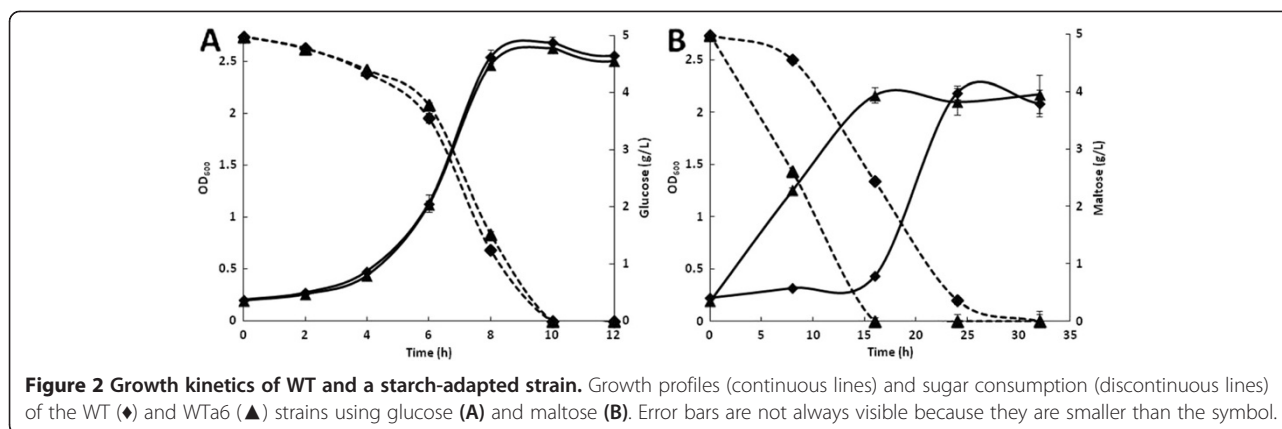 A
B
2.5
2
1.5
1
0.5
0
OD600
5
4
3
2
1
0
Glucose (g/L)
0 2 4 6 8 10 12
Time (h)
2.5
2
1.5
1
0.5
0
OD600
5
4
3
2
1
0
Maltose (g/L)
0 5 10 15 20 25 30 35
Time (h)
Figure 2 Growth kinetics of WT and a starch-adapted strain. Growth profiles (continuous lines) and sugar consumption (discontinuous lines)
of the WT (♦) and WTa6 (▲) strains using glucose (A) and maltose (B). Error bars are not always visible because they are smaller than the symbol.